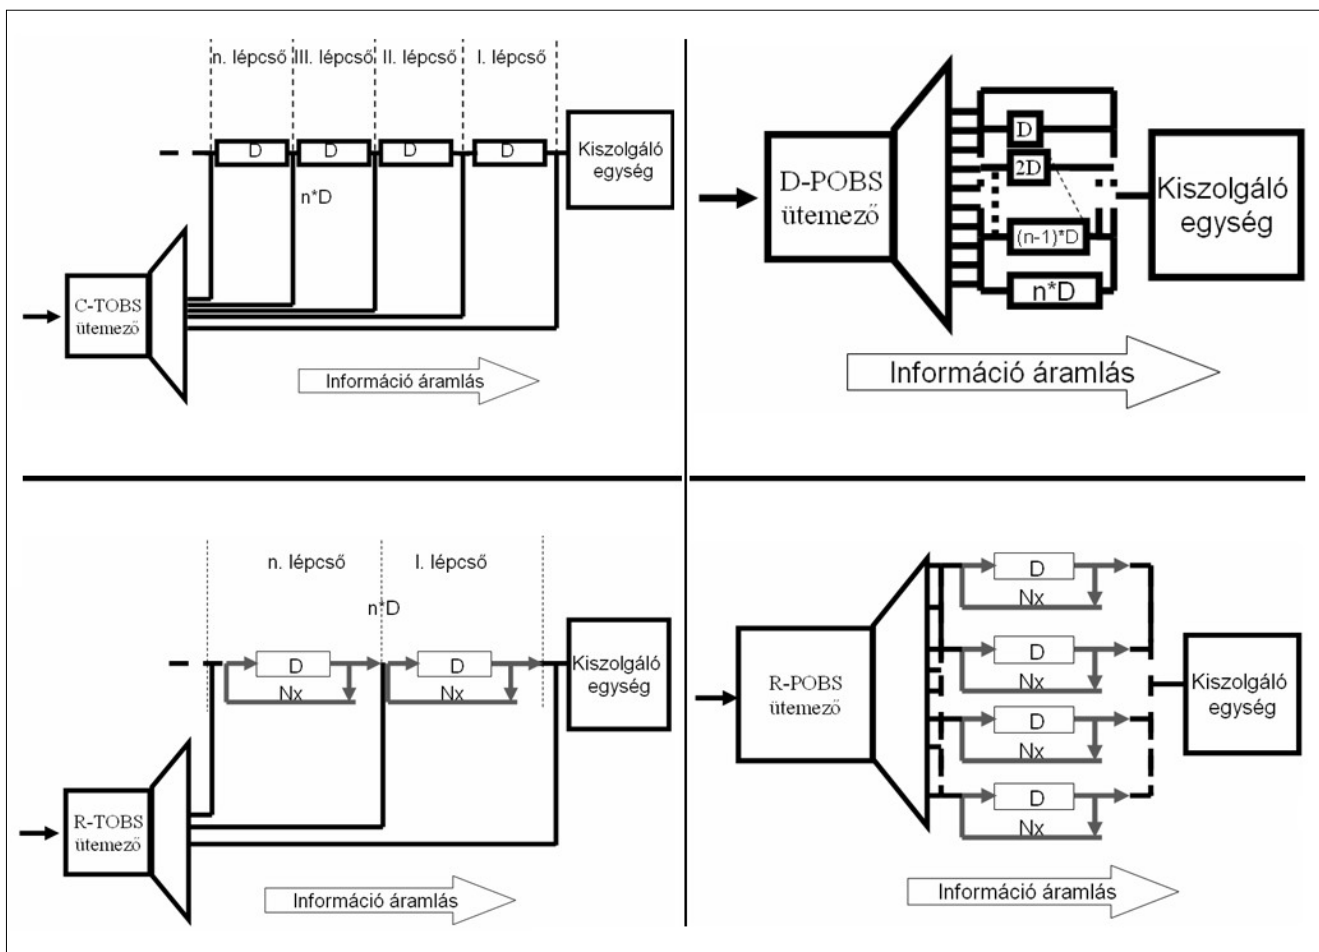 n. lépcső III. lépcső II. lépcső I. lépcső
D D D D
Kiszolgáló
egység
n*D
C-TOBS
ütemező
Információ áramlás
D-POBS
ütemező
D
2D
(n-1)*D
n*D
Kiszolgáló
egység
Információ áramlás
n. lépcső I. lépcső
n*D
D D
Nx Nx
Kiszolgáló
egység
R-TOBS
ütemező
Információ áramlás
R-POBS
ütemező
D
Nx
D
Nx
D
Nx
D
Nx
Kiszolgáló
egység
Információ áramlás